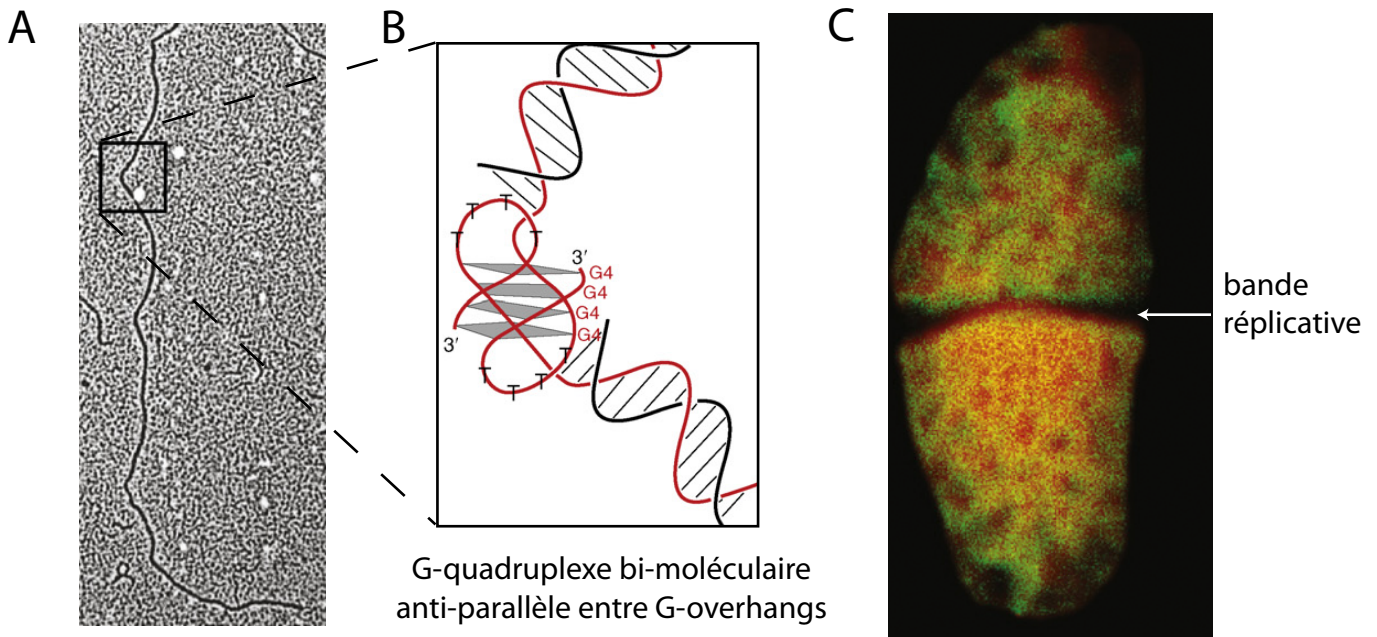 A
B
C
T
T
T
T
3'
G4
G4
G4
G4
3'
T
T
T
T
bande
réplicative
G-quadruplexe bi-moléculaire
anti-parallèle entre G-overhangs